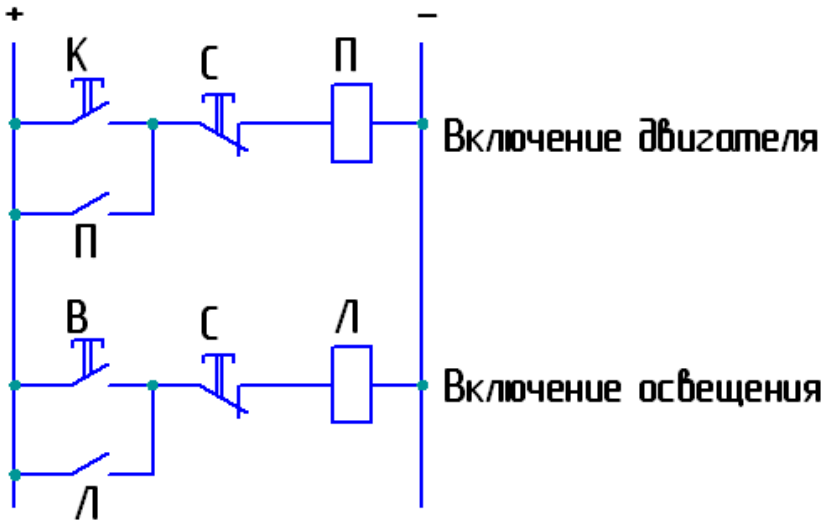 + −
К С П
Включение двигателя
П
В С Л
Включение освещения
Л